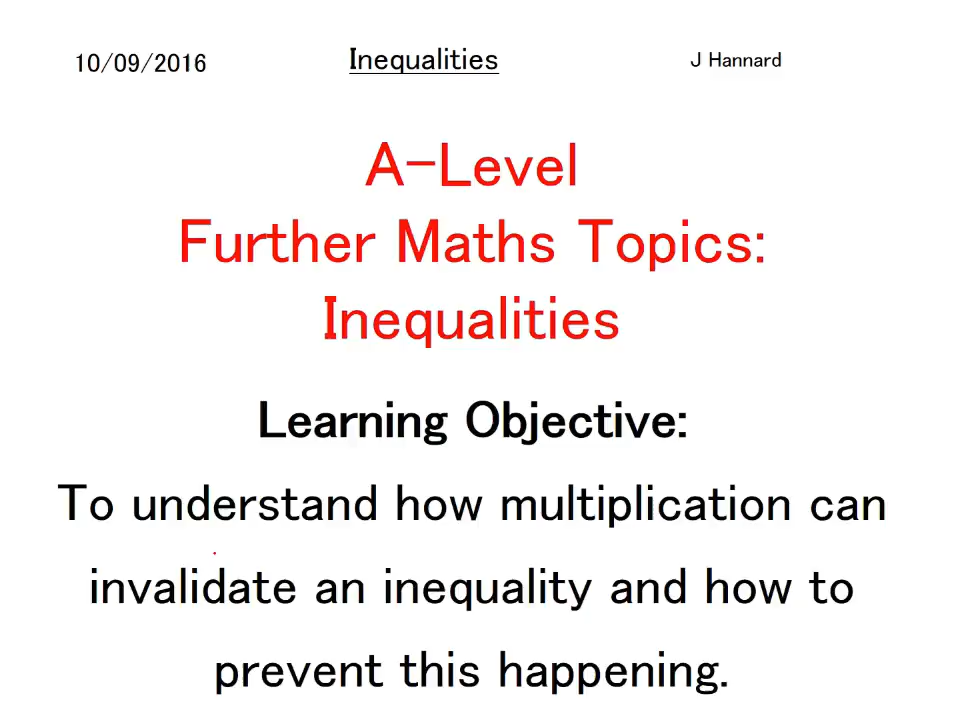 10/09/2016 Inequalities J Hannard
A-Level
Further Maths Topics:
Inequalities
Learning Objective:
To understand how multiplication can
invalidate an inequality and how to
prevent this happening.